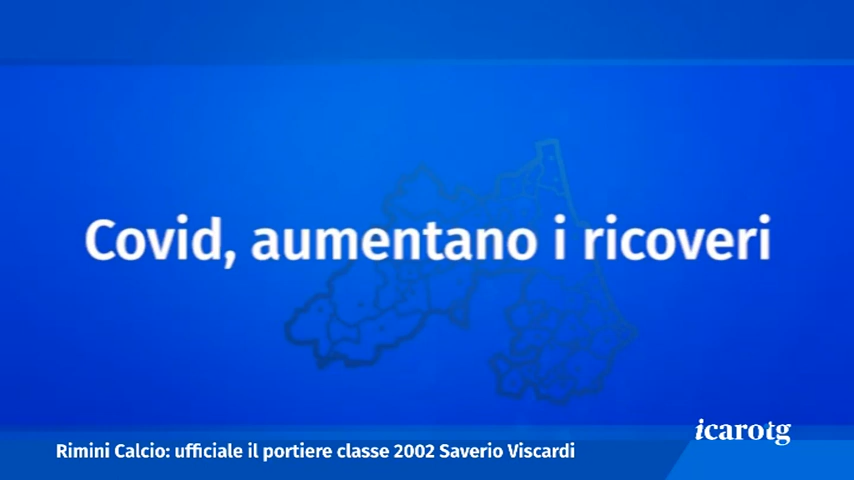 Covid, aumentano i ricoveri
icarotg
Rimini Calcio: ufficiale il portiere classe 2002 Saverio Viscardi